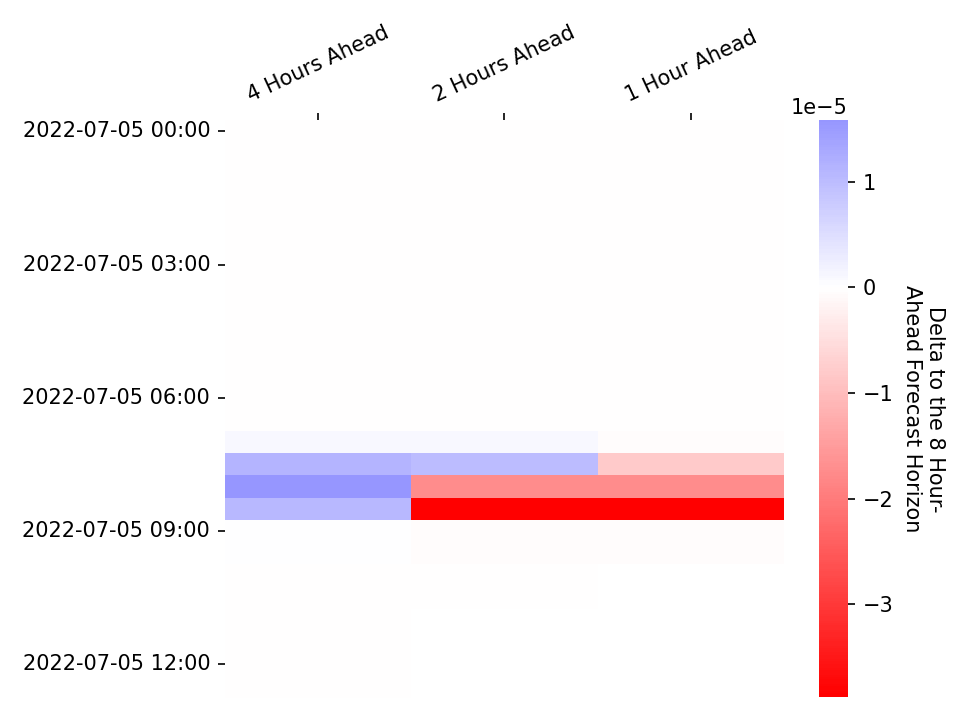 4 Hours Ahead
2 Hours Ahead
1 Hour Ahead
1e−5
2022-07-05 00:00
2022-07-05 03:00
2022-07-05 06:00
2022-07-05 09:00
2022-07-05 12:00
1
0
−1
−2
−3
Delta to the 8 Hour-
Ahead Forecast Horizon